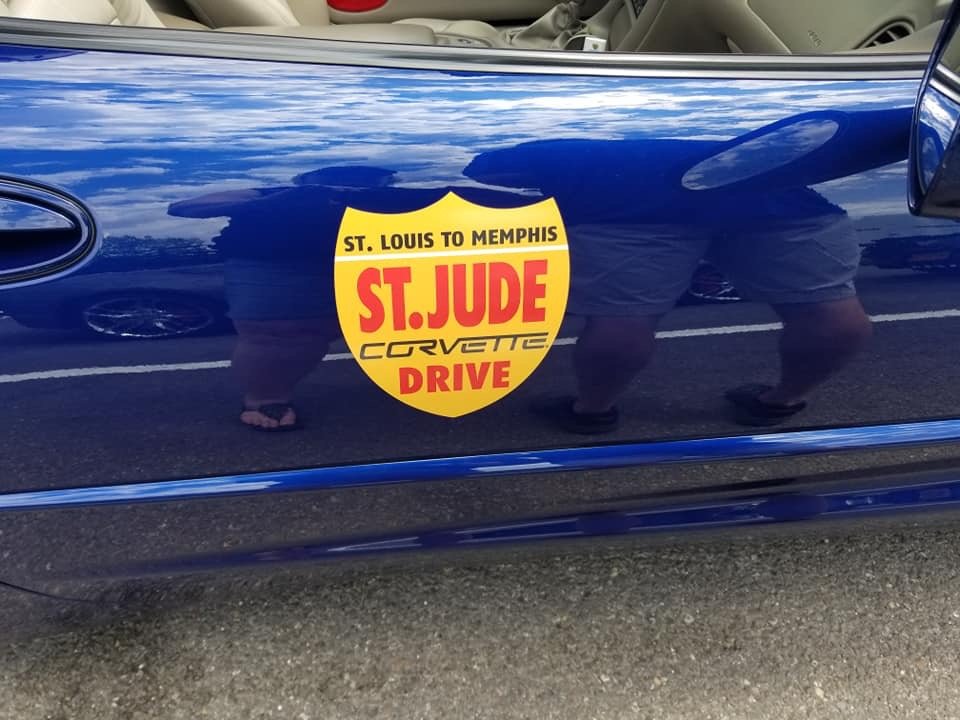 ST. LOUIS TO MEMPHIS
ST. JUDE
CORVETTE
DRIVE